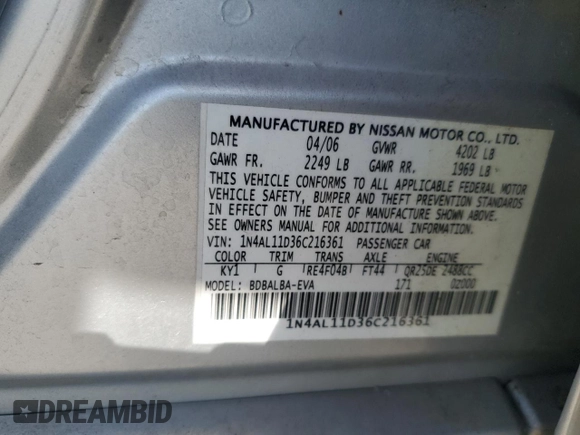 MANUFACTURED BY NISSAN MOTOR CO., LTD.
DATE 04/06 GVWR 4202 LB
GAWR FR. 2249 LB GAWR RR. 1969 LB
THIS VEHICLE CONFORMS TO ALL APPLICABLE FEDERAL MOTOR
VEHICLE SAFETY, BUMPER AND THEFT PREVENTION STANDARDS
IN EFFECT ON THE DATE OF MANUFACTURE SHOWN ABOVE.
SEE OWNERS MANUAL FOR ADDITIONAL INFORMATION.
VIN: 1N4AL11D36C216361 PASSENGER CAR
COLOR TRIM TRANS AXLE ENGINE
KY1 G RE4F04B FT44 QR25DE 2488CC
MODEL: BDBALBA-EVA 171 02000
1N4AL11D36C216361
DREAMBID